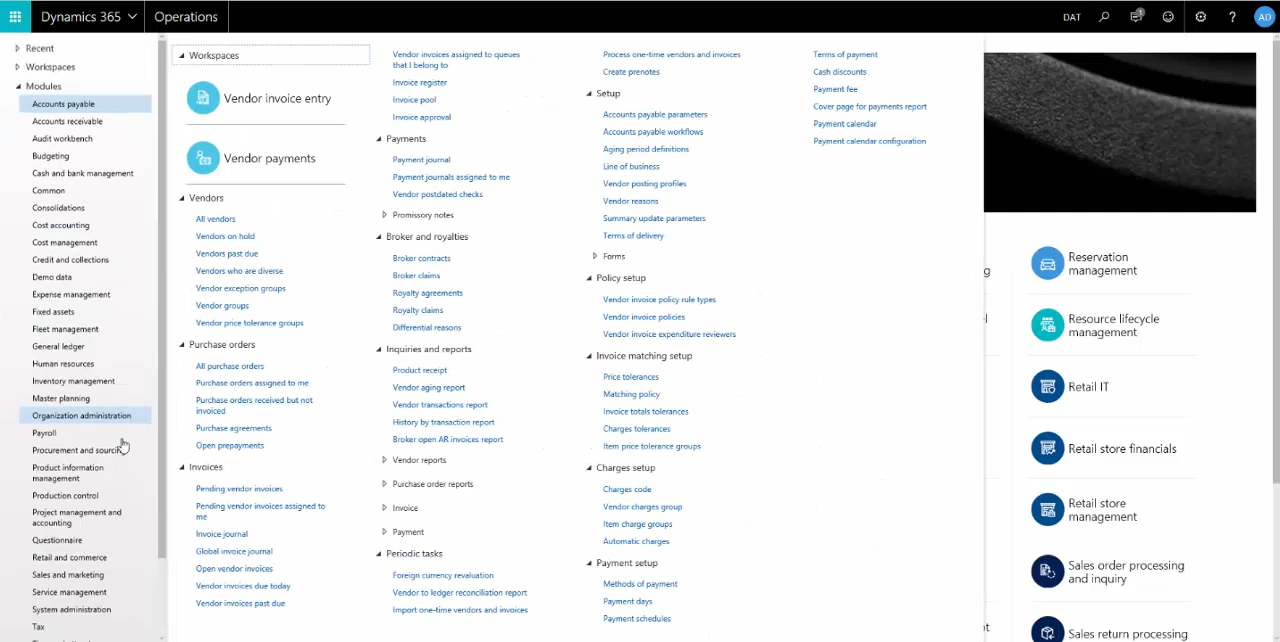 Dynamics 365
Operations
DAT
1
AD
Recent
Workspaces
Modules
Accounts payable
Accounts receivable
Audit workbench
Budgeting
Cash and bank management
Common
Consolidations
Cost accounting
Cost management
Credit and collections
Demo data
Expense management
Fixed assets
Fleet management
General ledger
Human resources
Inventory management
Master planning
Organization administration
Payroll
Procurement and sourcing
Product information
management
Production control
Project management and
accounting
Questionnaire
Retail and commerce
Sales and marketing
Service management
System administration
Tax
Workspaces
Vendor invoice entry
Vendor payments
Vendors
All vendors
Vendors on hold
Vendors past due
Vendors who are diverse
Vendor exception groups
Vendor groups
Vendor price tolerance groups
Purchase orders
All purchase orders
Purchase orders assigned to me
Purchase orders received but not
invoiced
Purchase agreements
Open prepayments
Invoices
Pending vendor invoices
Pending vendor invoices assigned to
me
Invoice journal
Global invoice journal
Open vendor invoices
Vendor invoices due today
Vendor invoices past due
Vendor invoices assigned to queues
that I belong to
Invoice register
Invoice pool
Invoice approval
Payments
Payment journal
Payment journals assigned to me
Vendor postdated checks
Promissory notes
Broker and royalties
Broker contracts
Broker claims
Royalty agreements
Royalty claims
Differential reasons
Inquiries and reports
Product receipt
Vendor aging report
Vendor transactions report
History by transaction report
Broker open AR invoices report
Vendor reports
Purchase order reports
Invoice
Payment
Periodic tasks
Foreign currency revaluation
Vendor to ledger reconciliation report
Import one-time vendors and invoices
Process one-time vendors and invoices
Create prenotes
Setup
Accounts payable parameters
Accounts payable workflows
Aging period definitions
Line of business
Vendor posting profiles
Vendor reasons
Summary update parameters
Terms of delivery
Forms
Policy setup
Vendor invoice policy rule types
Vendor invoice policies
Vendor invoice expenditure reviewers
Invoice matching setup
Price tolerances
Matching policy
Invoice totals tolerances
Charges tolerances
Item price tolerance groups
Charges setup
Charges code
Vendor charges group
Item charge groups
Automatic charges
Payment setup
Methods of payment
Payment days
Payment schedules
Terms of payment
Cash discounts
Payment fee
Cover page for payments report
Payment calendar
Payment calendar configuration
Reservation
management
Resource lifecycle
management
Retail IT
Retail store financials
Retail store
management
Sales order processing
and inquiry
Sales return processing